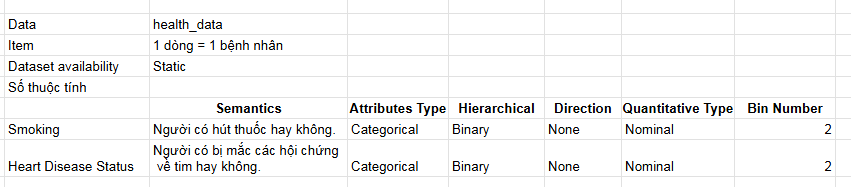 Data health_data
Item 1 dòng = 1 bệnh nhân
Dataset availability Static
Số thuộc tính
Semantics Attributes Type Hierarchical Direction Quantitative Type Bin Number
Smoking Người có hút thuốc hay không. Categorical Binary None Nominal 2
Người có bị mắc các hội chứng
Heart Disease Status về tim hay không. Categorical Binary None Nominal 2